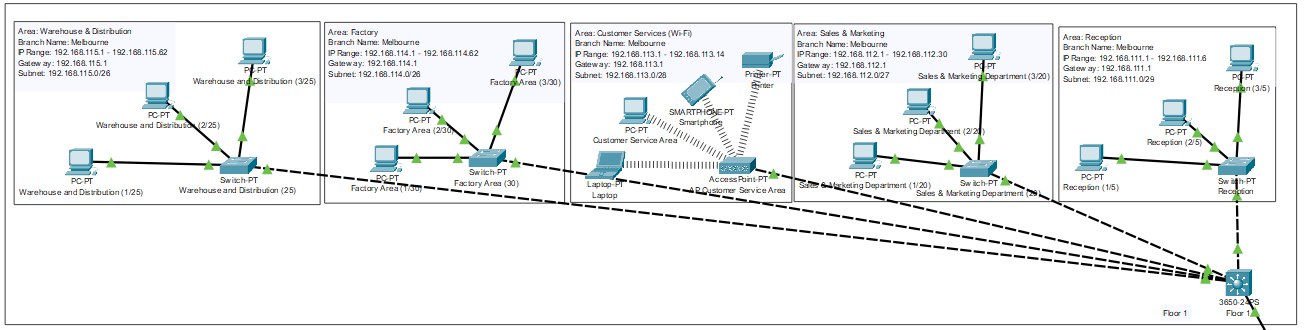 Area: Warehouse & Distribution
Branch Name: Melbourne
IP Range: 192.168.115.1 - 192.168.115.62
Gateway: 192.168.115.1
Subnet: 192.168.115.0/26
PC-PT
Warehouse and Distribution (3/25)
PC-PT
Warehouse and Distribution (2/25)
PC-PT
Warehouse and Distribution (1/25)
Switch-PT
Warehouse and Distribution (25)
Area: Factory
Branch Name: Melbourne
IP Range: 192.168.114.1 - 192.168.114.62
Gateway: 192.168.114.1
Subnet: 192.168.114.0/26
PC-PT
Factory Area (3/30)
PC-PT
Factory Area (2/30)
PC-PT
Factory Area (1/30)
Switch-PT
Factory Area (30)
Area: Customer Services (Wi-Fi)
Branch Name: Melbourne
IP Range: 192.168.113.1 - 192.168.113.14
Gateway: 192.168.113.1
Subnet: 192.168.113.0/28
Printer-PT
Printer
SMARTPHONE-PT
Smartphone
PC-PT
Customer Service Area
Laptop-PT
Laptop
AccessPoint-PT
AP Customer Service Area
Area: Sales & Marketing
Branch Name: Melbourne
IP Range: 192.168.112.1 - 192.168.112.30
Gateway: 192.168.112.1
Subnet: 192.168.112.0/27
PC-PT
Sales & Marketing Department (3/20)
PC-PT
Sales & Marketing Department (2/20)
PC-PT
Sales & Marketing Department (1/20)
Switch-PT
Sales & Marketing Department (20)
Area: Reception
Branch Name: Melbourne
IP Range: 192.168.111.1 - 192.168.111.6
Gateway: 192.168.111.1
Subnet: 192.168.111.0/29
PC-PT
Reception (3/5)
PC-PT
Reception (2/5)
PC-PT
Reception (1/5)
Switch-PT
Reception
3650-24PS
Floor 1
Floor 1